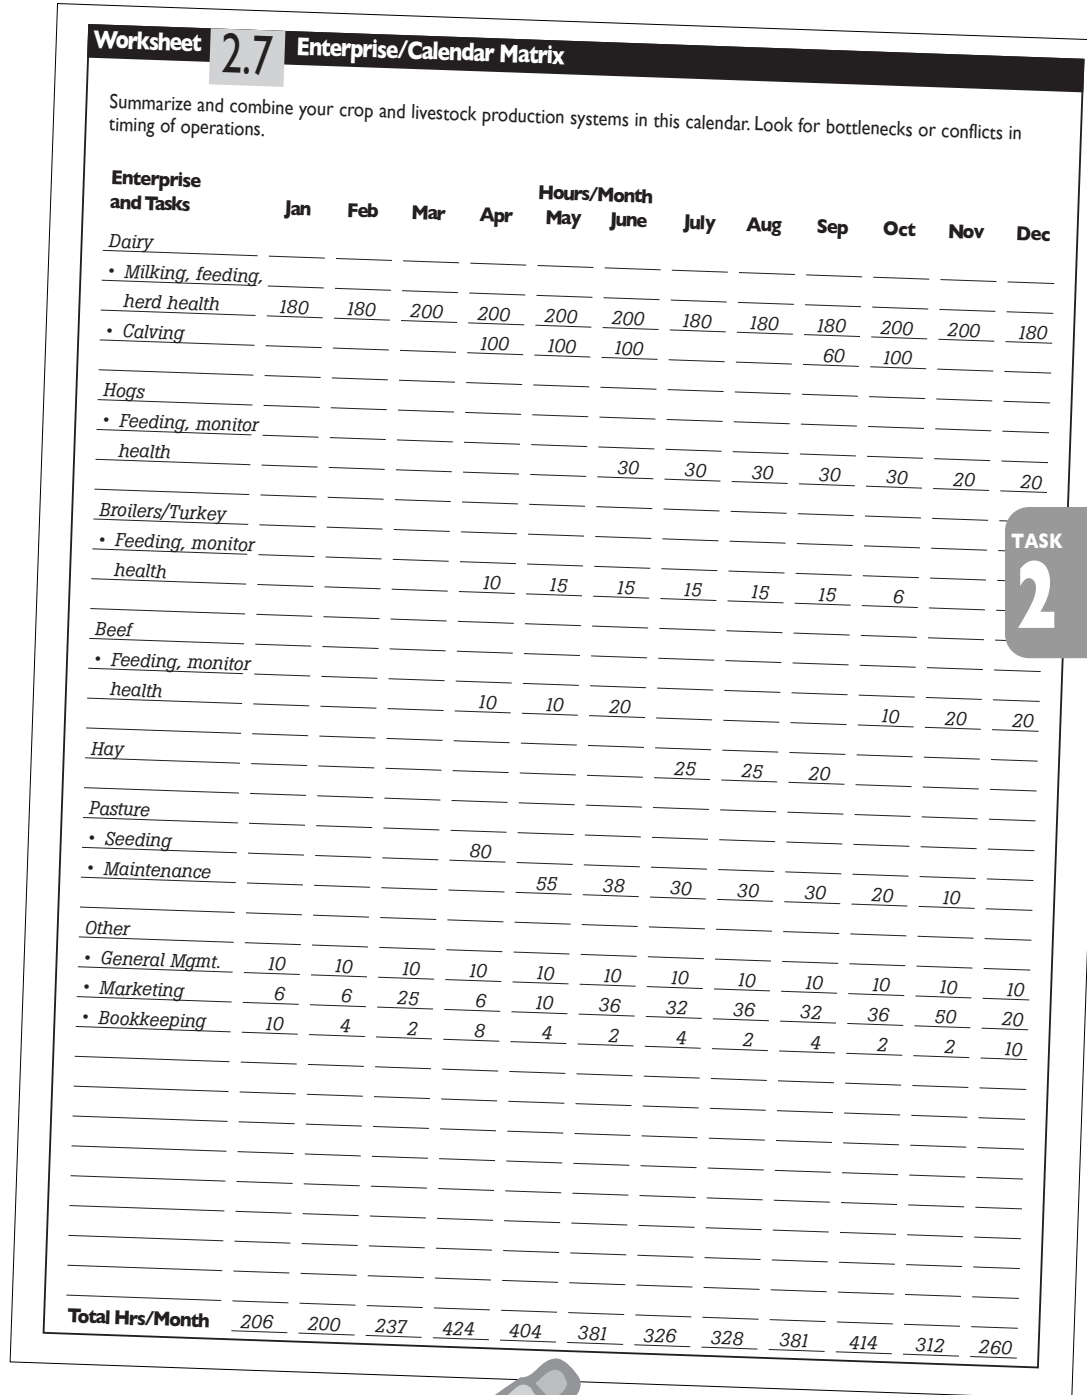 Worksheet 2.7 Enterprise/Calendar Matrix
Summarize and combine your crop and livestock production systems in this calendar. Look for bottlenecks or conflicts in
timing of operations.
Enterprise
and Tasks
Hours/Month
Jan Feb Mar Apr May June July Aug Sep Oct Nov Dec
Dairy
• Milking, feeding,
herd health 180 180 200 200 200 200 180 180 180 200 200 180
• Calving 100 100 100 60 100
Hogs
• Feeding, monitor
health 30 30 30 30 30 20 20
Broilers/Turkey
• Feeding, monitor
health 10 15 15 15 15 15 6
Beef
• Feeding, monitor
health 10 10 20 10 20 20
Hay 25 25 20
Pasture
• Seeding 80
• Maintenance 55 38 30 30 30 20 10
Other
• General Mgmt. 10 10 10 10 10 10 10 10 10 10 10 10
• Marketing 6 6 25 6 10 36 32 36 32 36 50 20
• Bookkeeping 10 4 2 8 4 2 4 2 4 2 2 10
Total Hrs/Month 206 200 237 424 404 381 326 328 381 414 312 260
TASK
2